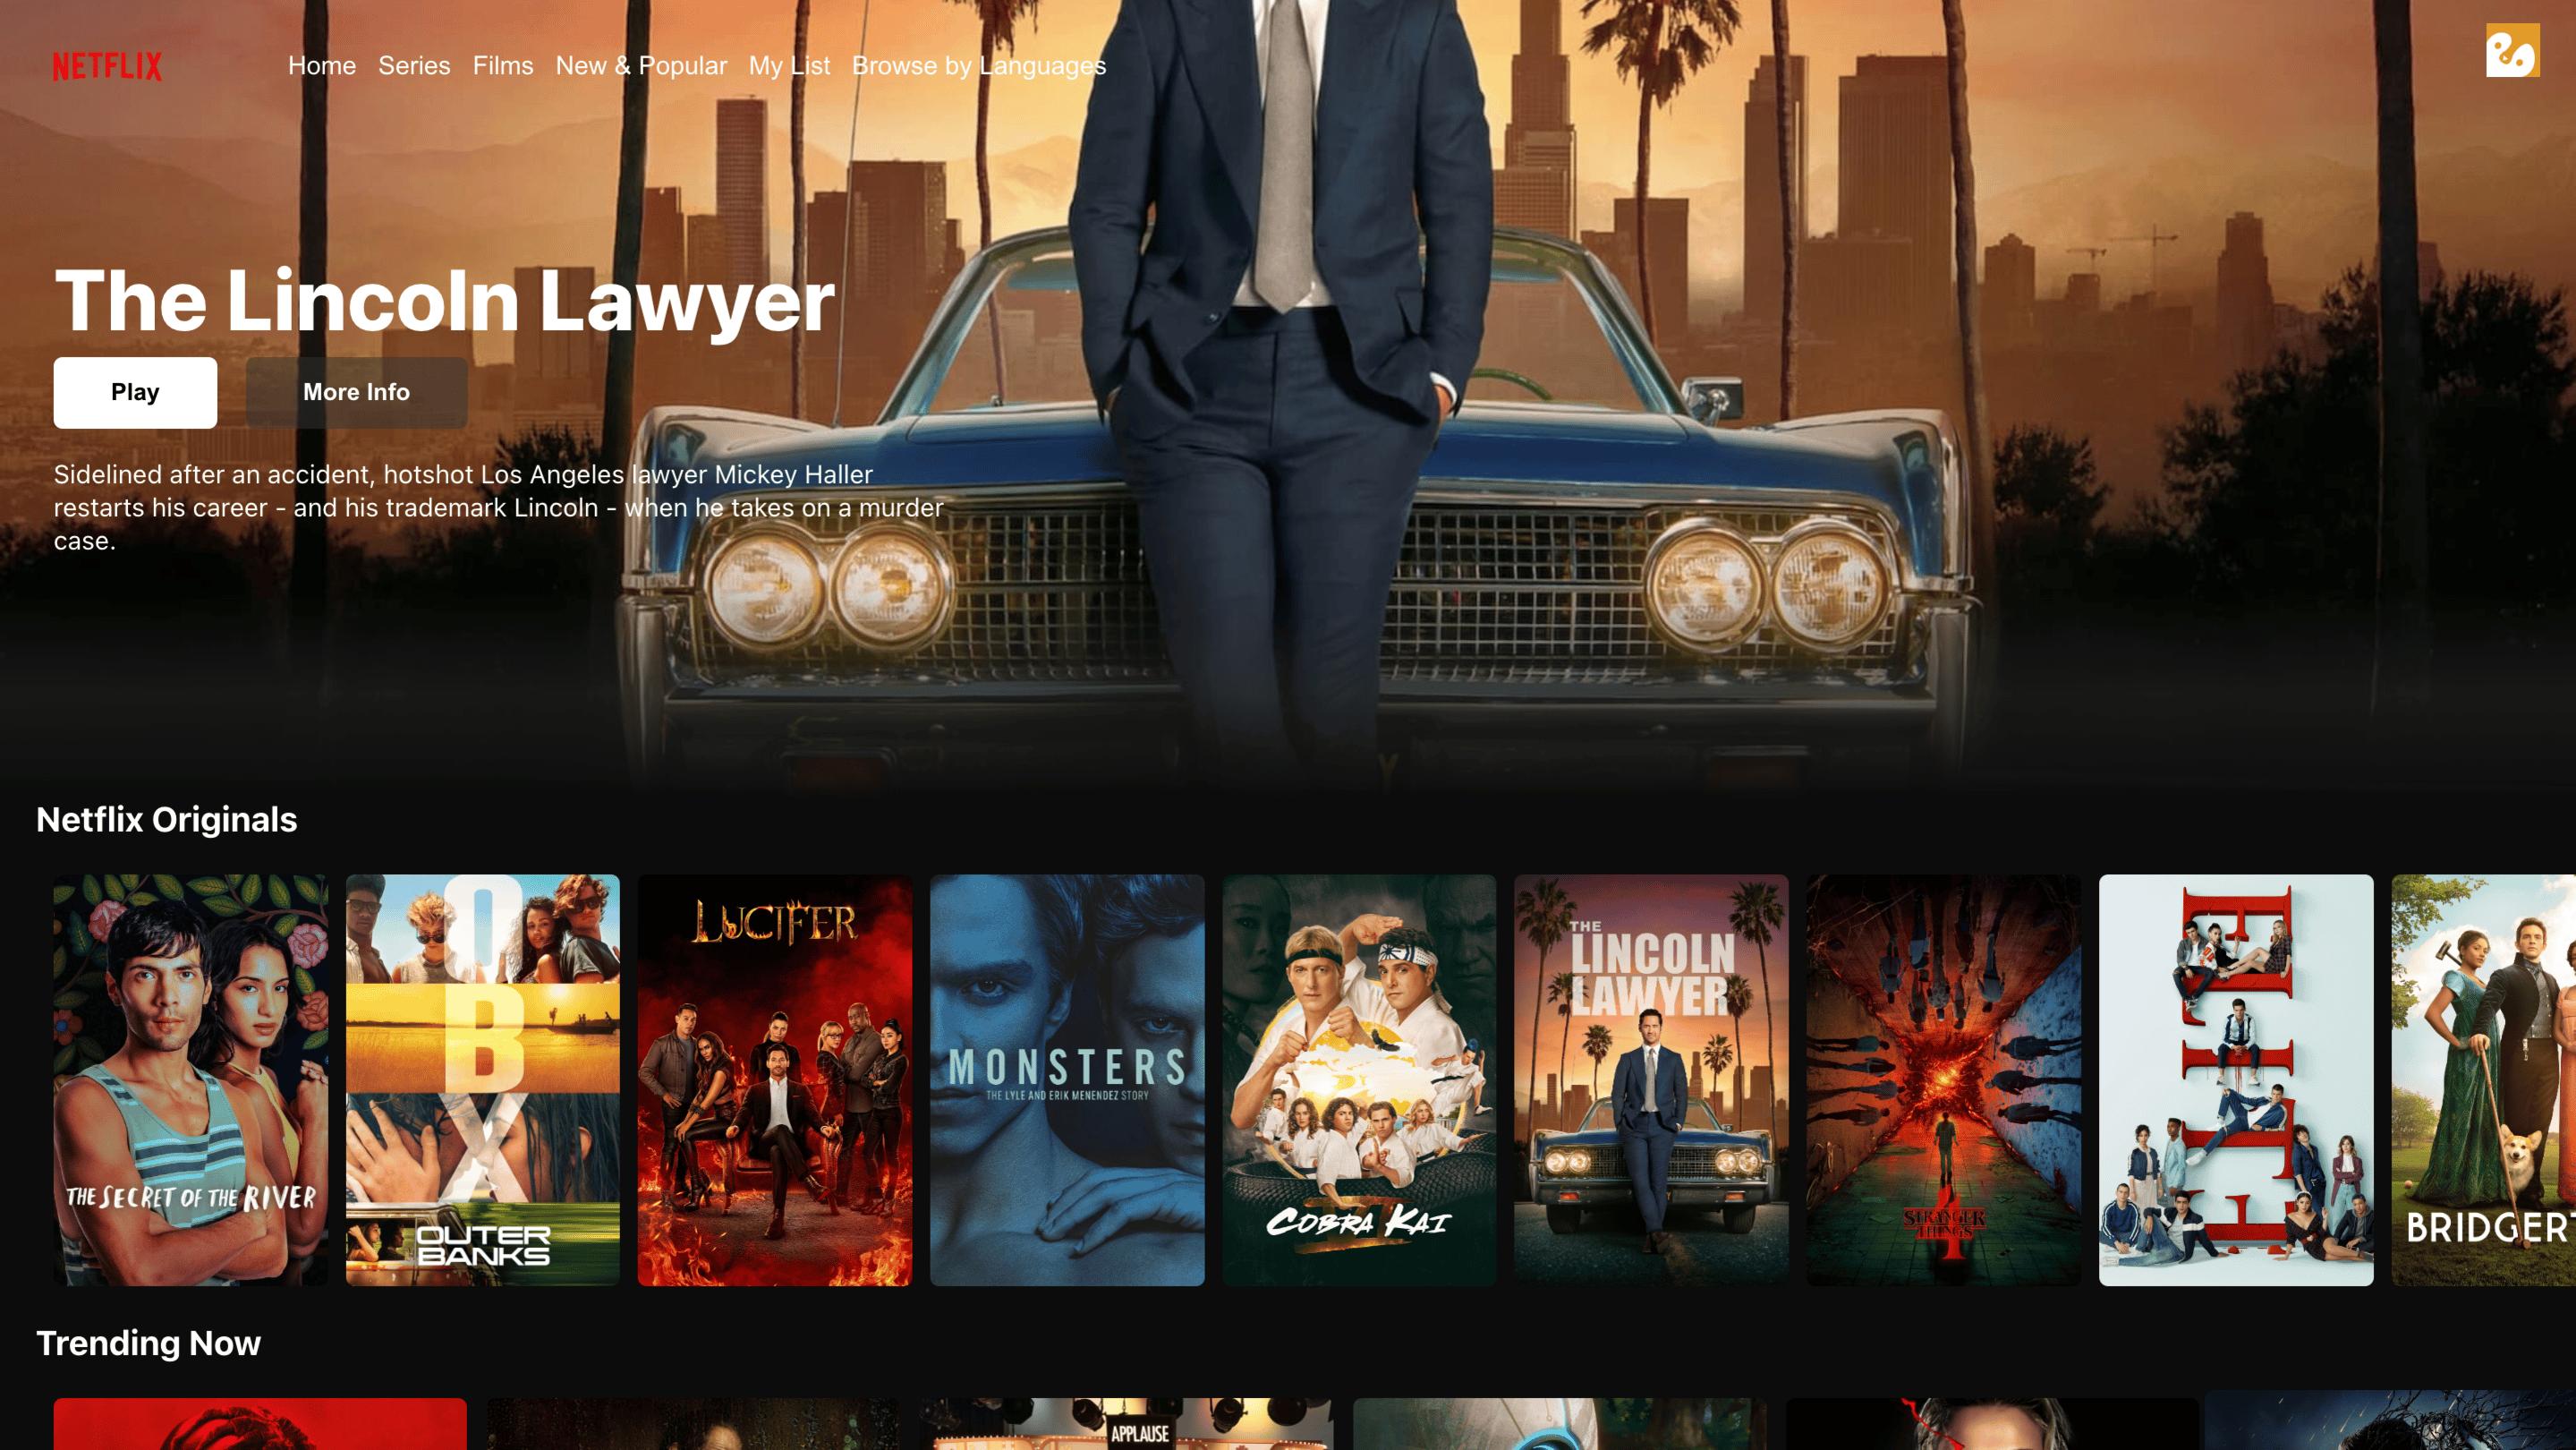 NETFLIX
Home Series Films New & Popular My List Browse by Languages
The Lincoln Lawyer
Play
More Info
Sidelined after an accident, hotshot Los Angeles lawyer Mickey Haller
restarts his career - and his trademark Lincoln - when he takes on a murder
case.
Netflix Originals
THE SECRET OF THE RIVER
OBX
OUTER
BANKS
LUCIFER
MONSTERS
THE LYLE AND ERIK MENENDEZ STORY
COBRA KAI
THE
LINCOLN
LAWYER
STRANGER
THINGS
4
ELITE
BRIDGERT
Trending Now
APPLAUSE